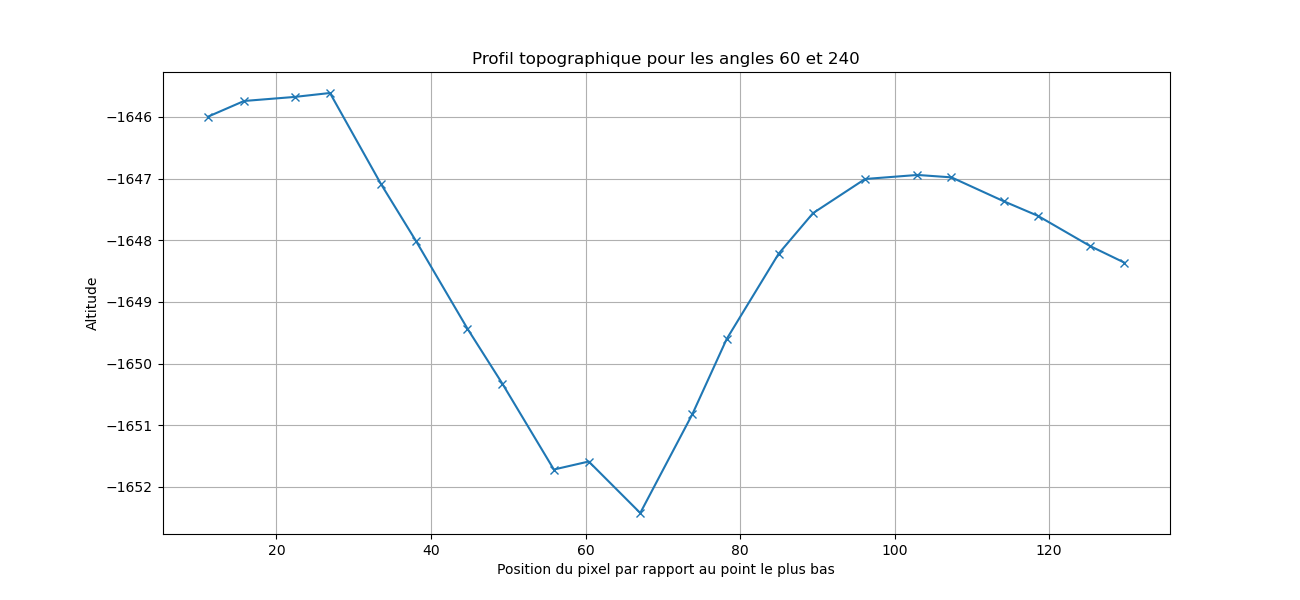 Profil topographique pour les angles 60 et 240
−1646
−1647
−1648
−1649
−1650
−1651
−1652
Altitude
20 40 60 80 100 120
Position du pixel par rapport au point le plus bas